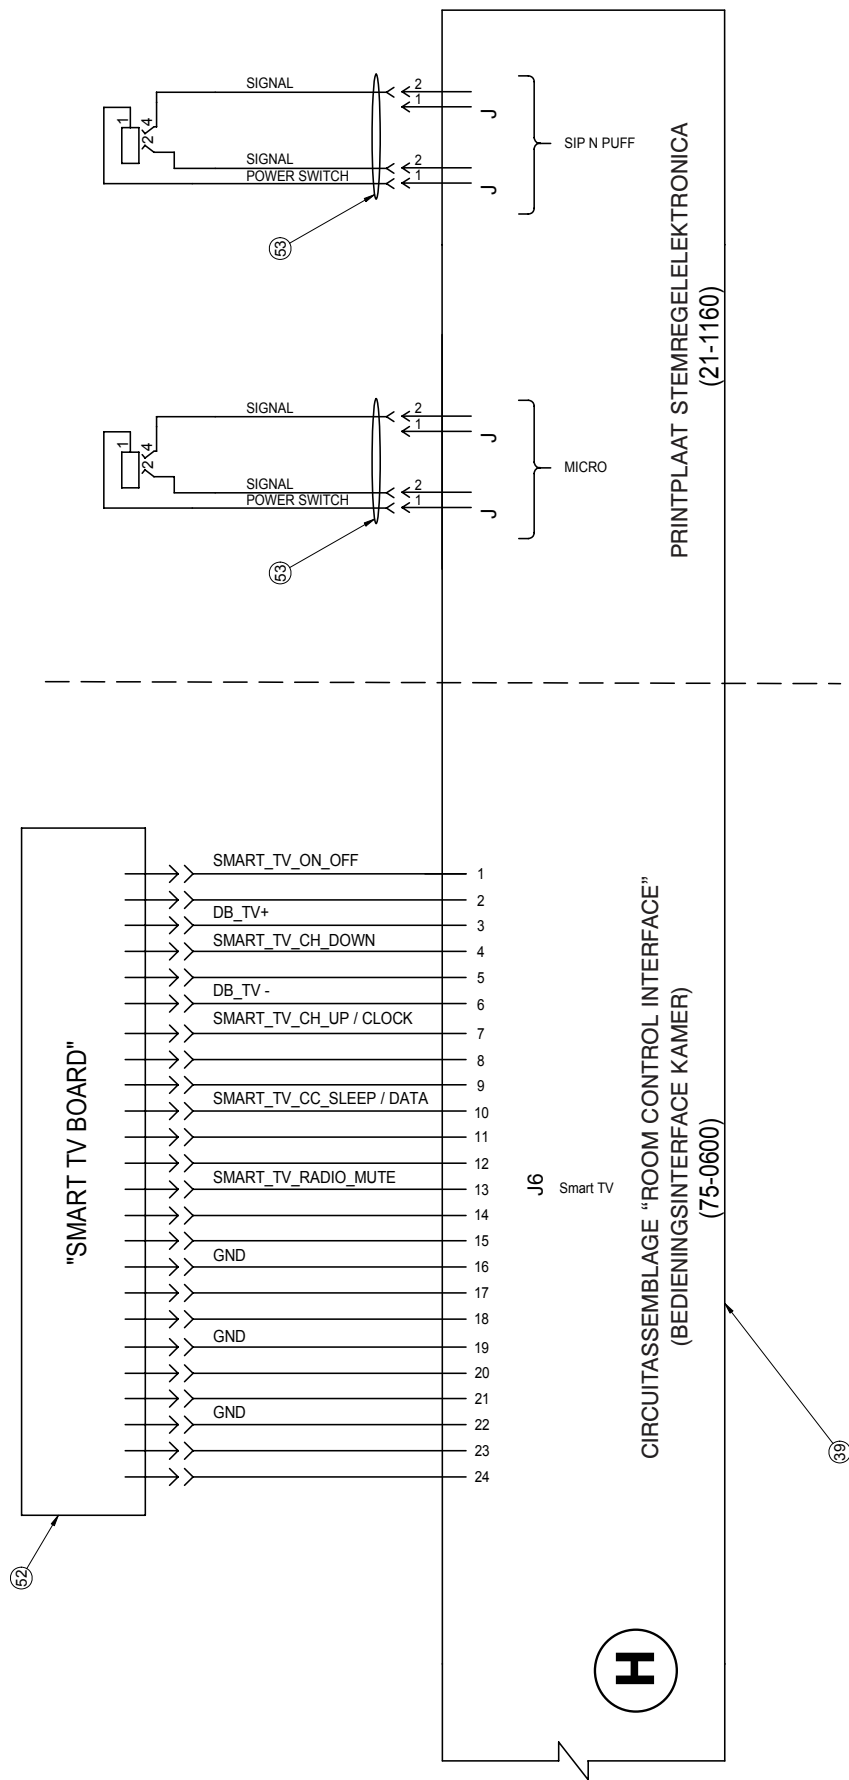 SIGNAL
2
1
1
2
4
SIGNAL
2
POWER SWITCH
1
J
J
SIP N PUFF
53
SIGNAL
2
1
1
2
4
SIGNAL
2
POWER SWITCH
1
J
J
MICRO
53
PRINTPLAAT STEMREGELELEKTRONICA
(21-1160)
"SMART TV BOARD"
52
SMART_TV_ON_OFF
1
2
DB_TV+
3
SMART_TV_CH_DOWN
4
5
DB_TV -
6
SMART_TV_CH_UP / CLOCK
7
8
9
SMART_TV_CC_SLEEP / DATA
10
11
12
SMART_TV_RADIO_MUTE
13
14
15
GND
16
17
18
GND
19
20
21
GND
22
23
24
J6
Smart TV
CIRCUITASSEMBLAGE “ROOM CONTROL INTERFACE”
(BEDIENINGSINTERFACE KAMER)
(75-0600)
39
H